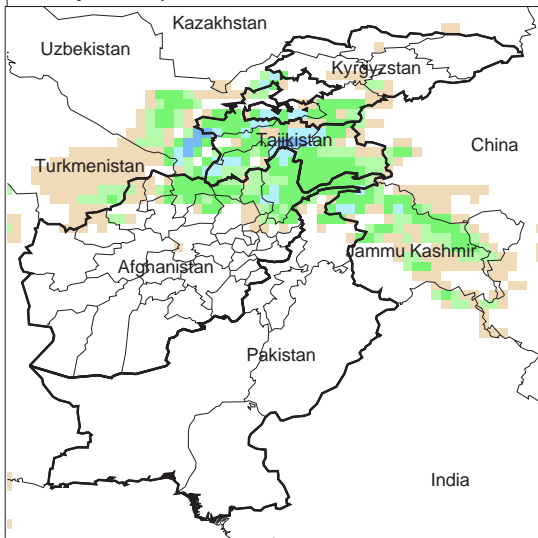 Kazakhstan
Uzbekistan
Kyrgyzstan
Tajikistan
China
Turkmenistan
Jammu Kashmir
Afghanistan
Pakistan
India